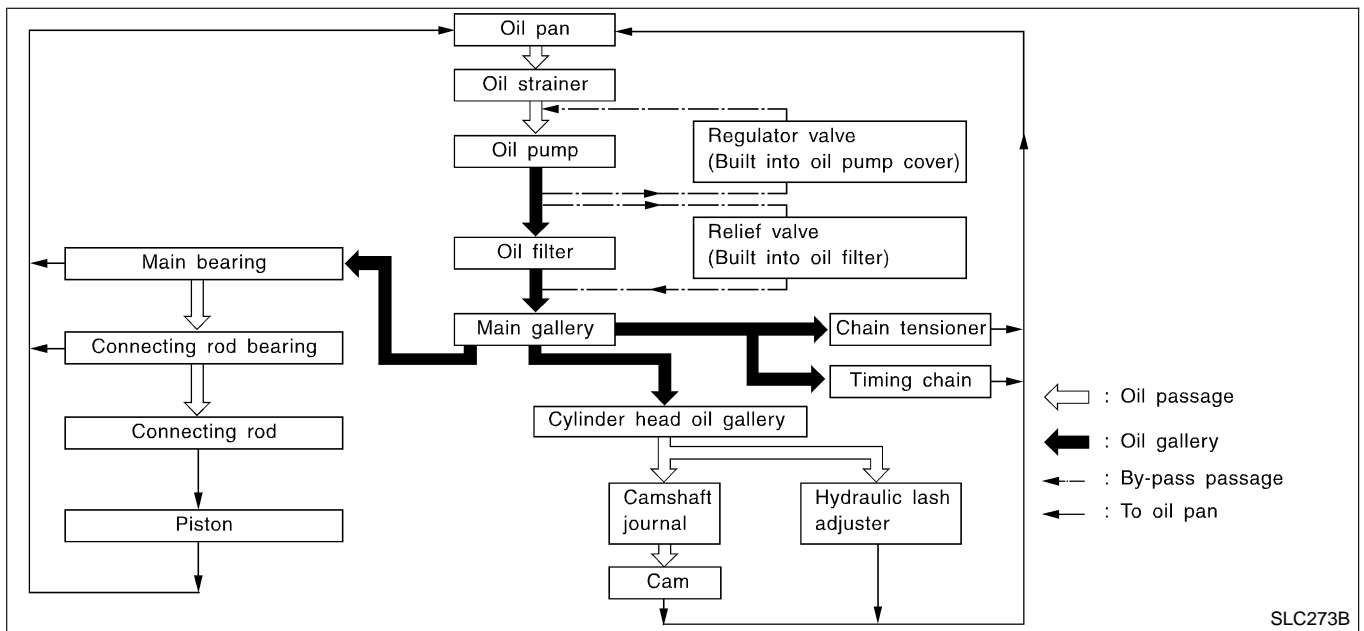 Oil pan
Oil strainer
Regulator valve
(Built into oil pump cover)
Oil pump
Relief valve
(Built into oil filter)
Oil filter
Main bearing
Main gallery
Chain tensioner
Connecting rod bearing
Timing chain
: Oil passage
Cylinder head oil gallery
Connecting rod
: Oil gallery
: By-pass passage
Camshaft
journal
Hydraulic lash
adjuster
: To oil pan
Piston
Cam
SLC273B